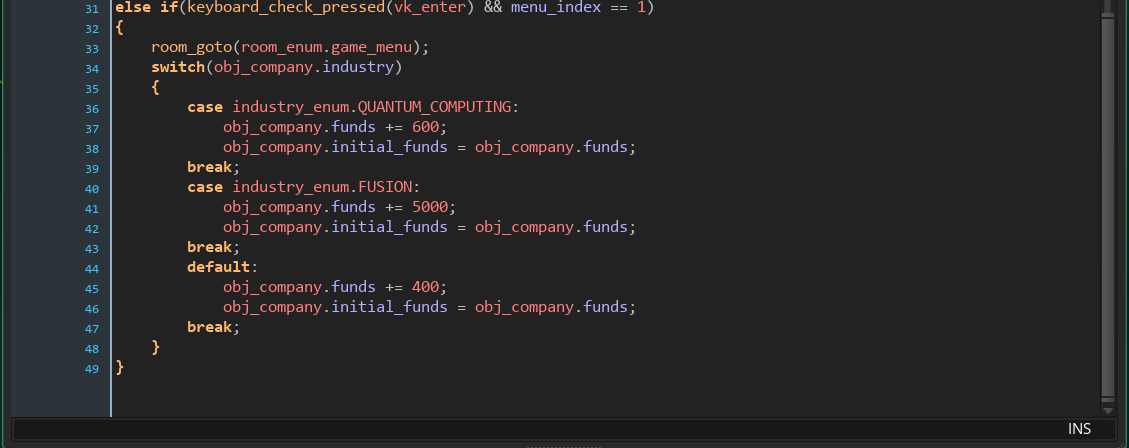 31 else if(keyboard_check_pressed(vk_enter) && menu_index == 1)
32 {
33 room_goto(room_enum.game_menu);
34 switch(obj_company.industry)
35 {
36 case industry_enum.QUANTUM_COMPUTING:
37 obj_company.funds += 600;
38 obj_company.initial_funds = obj_company.funds;
39 break;
40 case industry_enum.FUSION:
41 obj_company.funds += 5000;
42 obj_company.initial_funds = obj_company.funds;
43 break;
44 default:
45 obj_company.funds += 400;
46 obj_company.initial_funds = obj_company.funds;
47 break;
48 }
49 }
INS